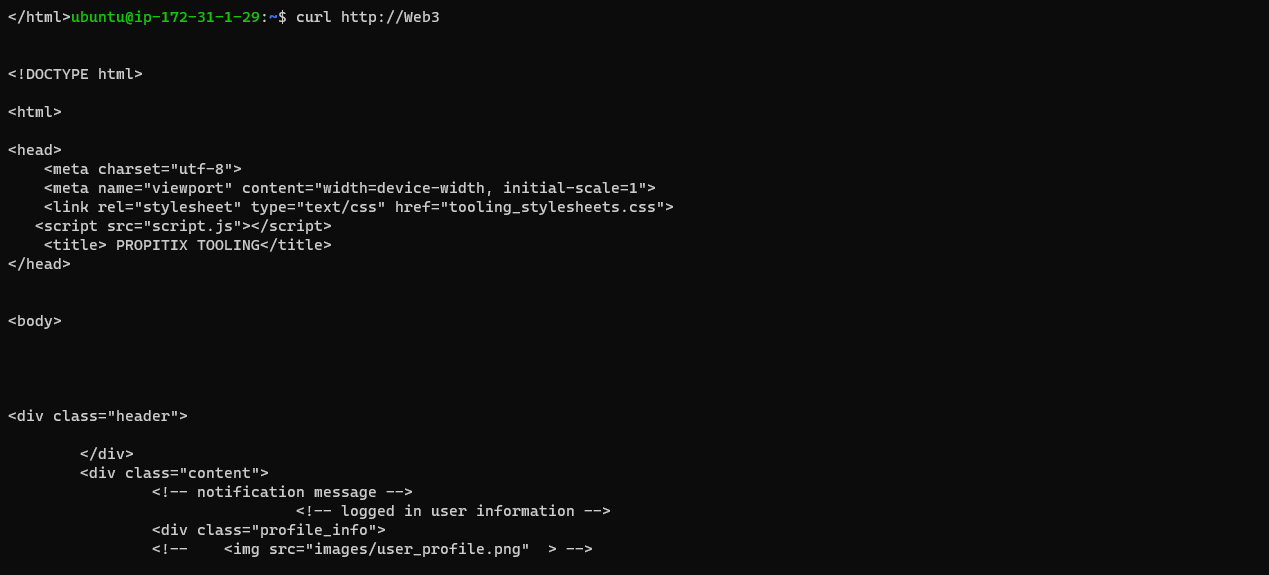 </html>ubuntu@ip-172-31-1-29:~$ curl http://Web3
<!DOCTYPE html>
<html>
<head>
    <meta charset="utf-8">
    <meta name="viewport" content="width=device-width, initial-scale=1">
    <link rel="stylesheet" type="text/css" href="tooling_stylesheets.css">
   <script src="script.js"></script>
    <title> PROPITIX TOOLING</title>
</head>
<body>
<div class="header">
        </div>
        <div class="content">
                <!-- notification message -->
                                <!-- logged in user information -->
                <div class="profile_info">
                <!--    <img src="images/user_profile.png"  > -->